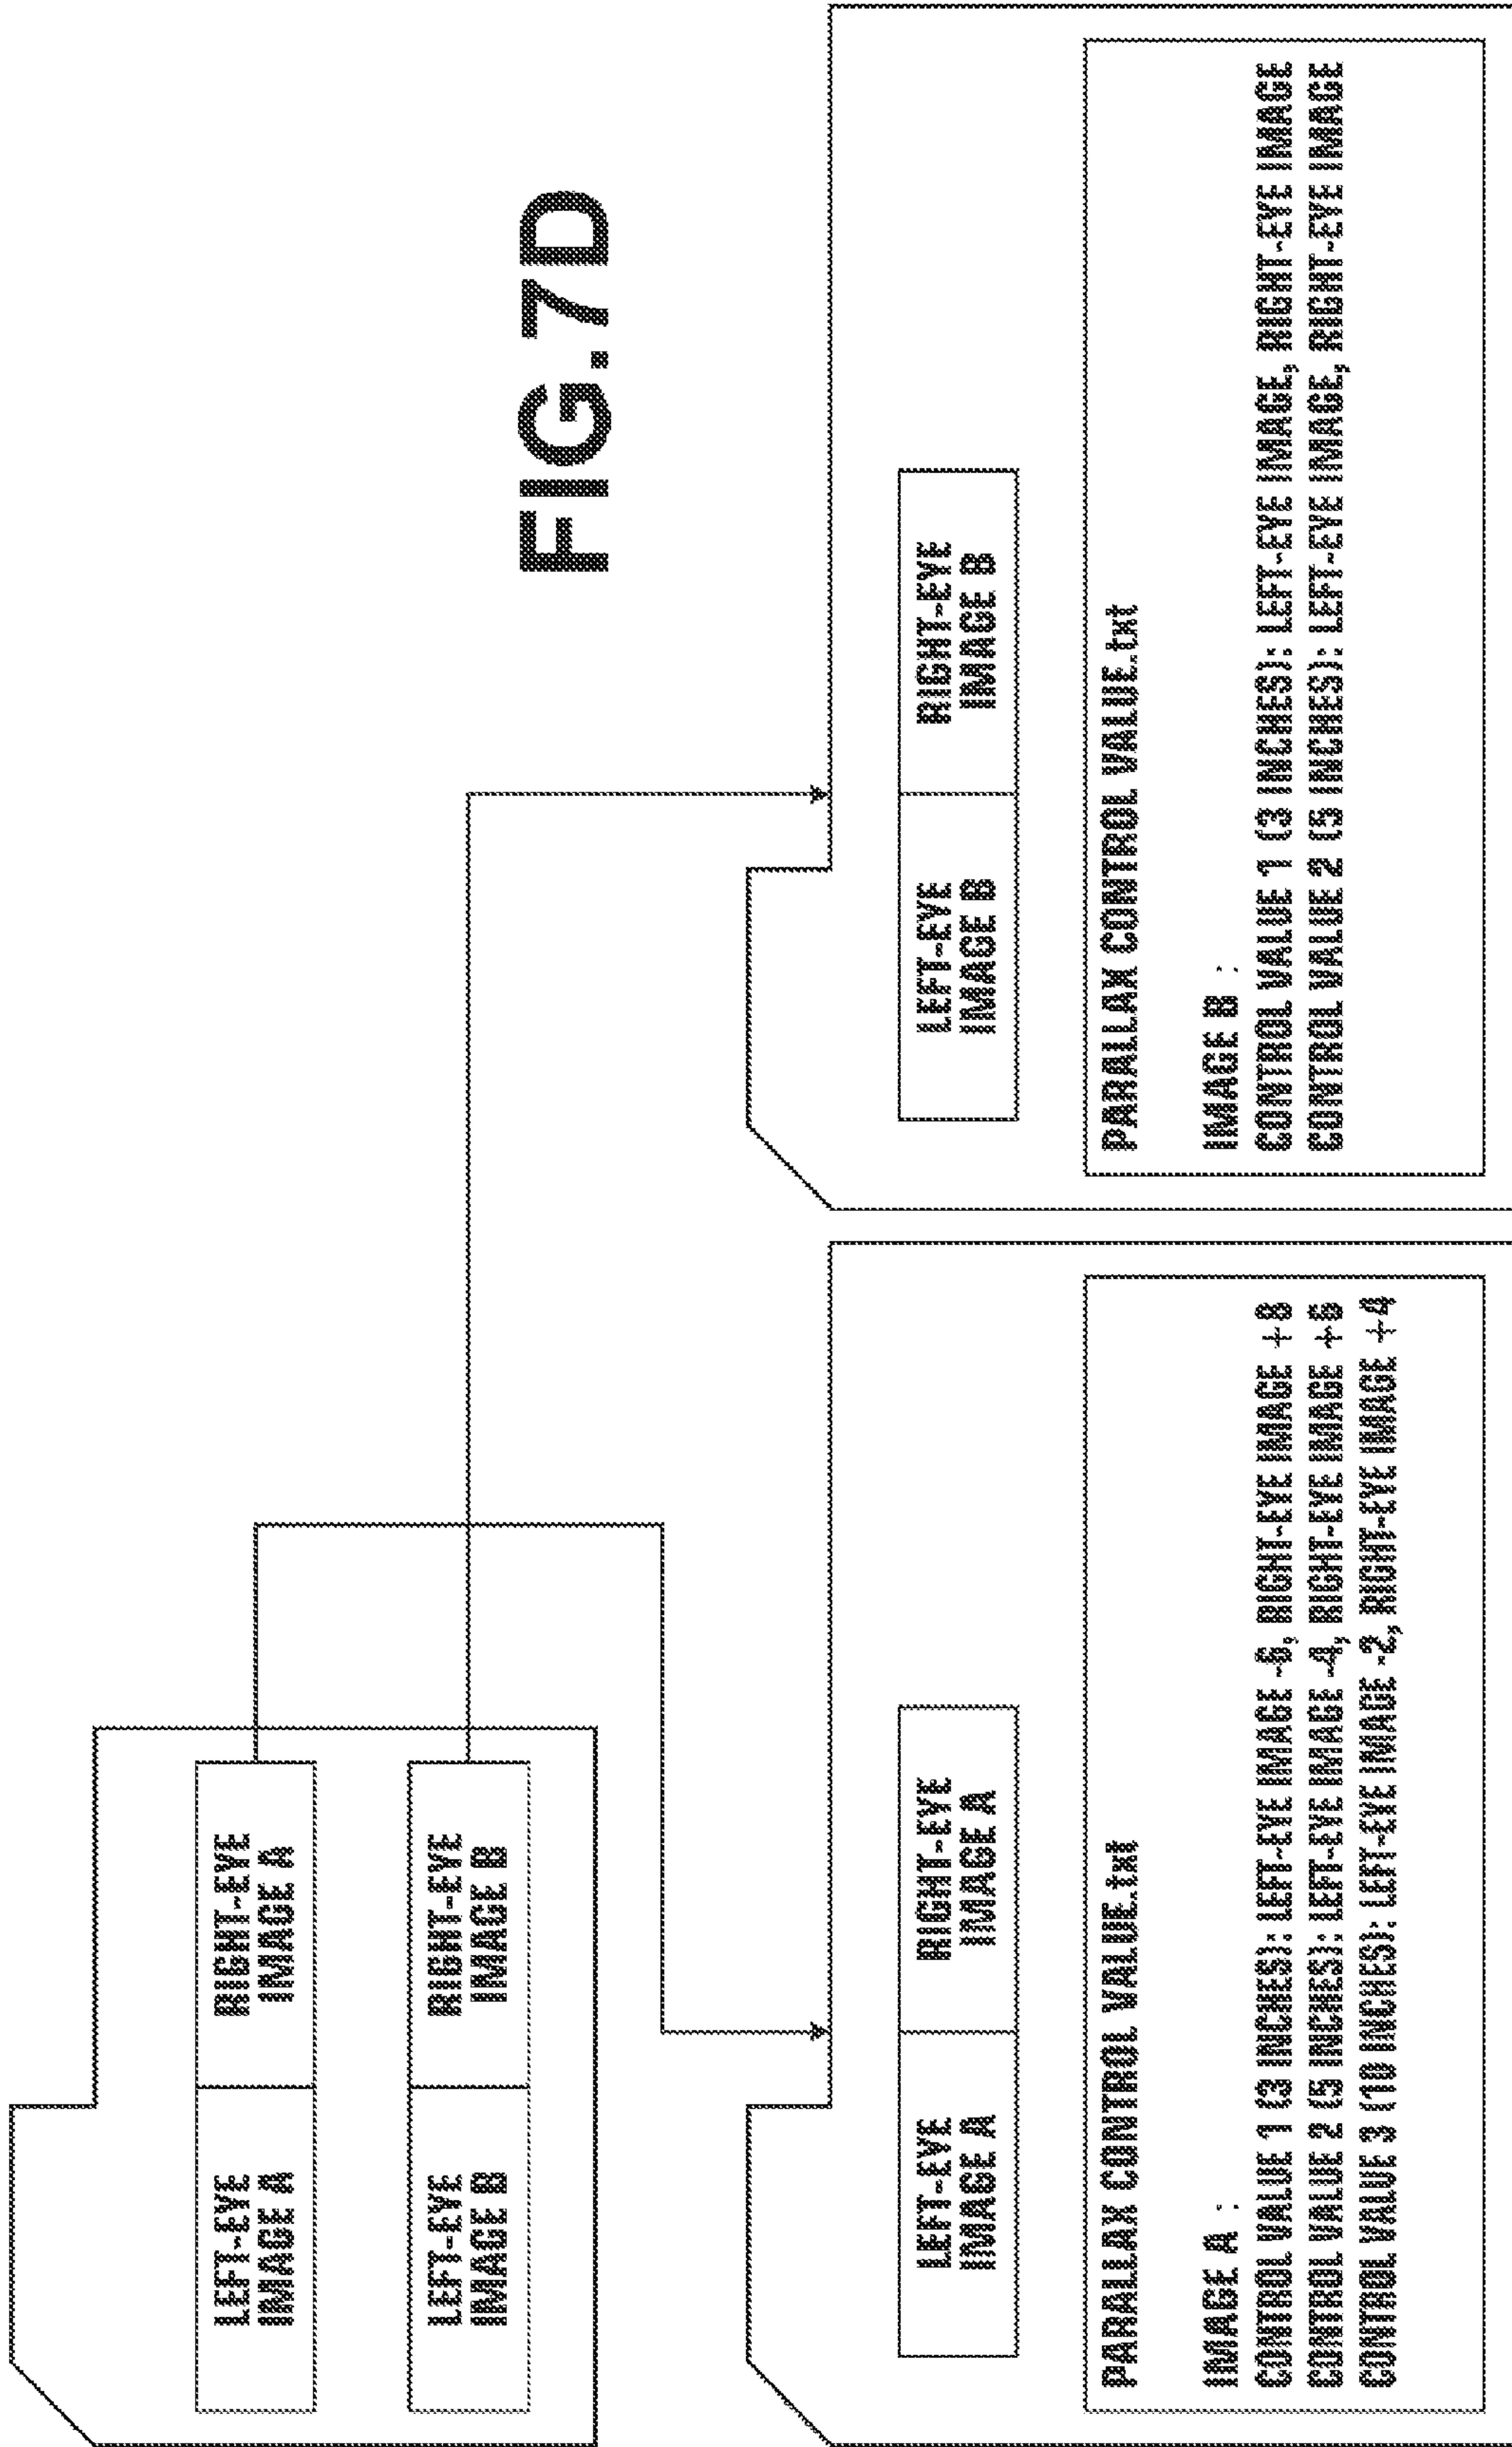 LEFT-EYE
IMAGE A
RIGHT-EYE
IMAGE A
LEFT-EYE
IMAGE B
RIGHT-EYE
IMAGE B
FIG.7D
LEFT-EYE
IMAGE A
RIGHT-EYE
IMAGE A
PARALLAX CONTROL VALUE.txt
IMAGE A :
CONTROL VALUE 1 (3 INCHES): LEFT-EYE IMAGE -6, RIGHT-EYE IMAGE +8
CONTROL VALUE 2 (5 INCHES): LEFT-EYE IMAGE -4, RIGHT-EYE IMAGE +6
CONTROL VALUE 3 (10 INCHES): LEFT-EYE IMAGE -2, RIGHT-EYE IMAGE +4
LEFT-EYE
IMAGE B
RIGHT-EYE
IMAGE B
PARALLAX CONTROL VALUE.txt
IMAGE B :
CONTROL VALUE 1 (3 INCHES): LEFT-EYE IMAGE, RIGHT-EYE IMAGE
CONTROL VALUE 2 (5 INCHES): LEFT-EYE IMAGE, RIGHT-EYE IMAGE